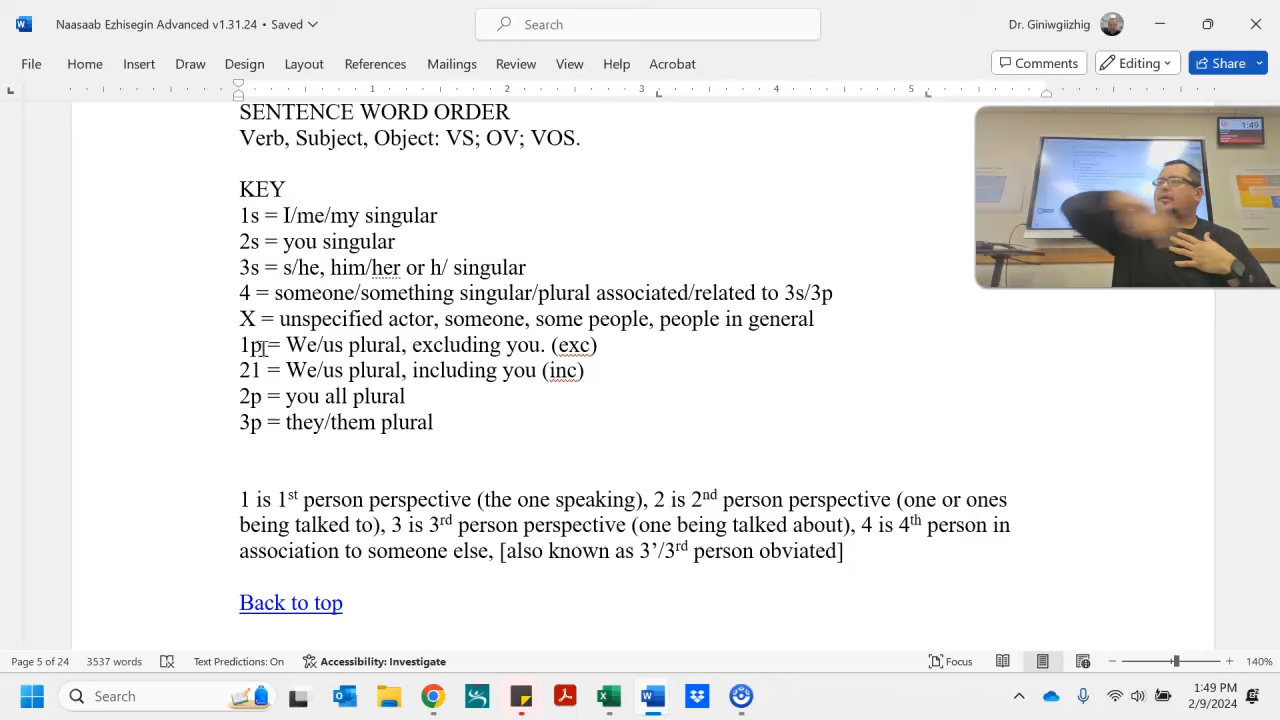 Naasaab Ezhisegin Advanced v1.31.24 • Saved
Search
Dr. Giniwgiizhig
File Home Insert Draw Design Layout References Mailings Review View Help Acrobat
Comments Editing Share
1 2 3 4 5
SENTENCE WORD ORDER
Verb, Subject, Object: VS; OV; VOS.
KEY
1s = I/me/my singular
2s = you singular
3s = s/he, him/her or h/ singular
4 = someone/something singular/plural associated/related to 3s/3p
X = unspecified actor, someone, some people, people in general
1p = We/us plural, excluding you. (exc)
21 = We/us plural, including you (inc)
2p = you all plural
3p = they/them plural
1 is 1st person perspective (the one speaking), 2 is 2nd person perspective (one or ones
being talked to), 3 is 3rd person perspective (one being talked about), 4 is 4th person in
association to someone else, [also known as 3’/3rd person obviated]
Back to top
1:49
Page 5 of 24 3537 words Text Predictions: On Accessibility: Investigate Focus 140%
Search
1:49 PM
2/9/2024